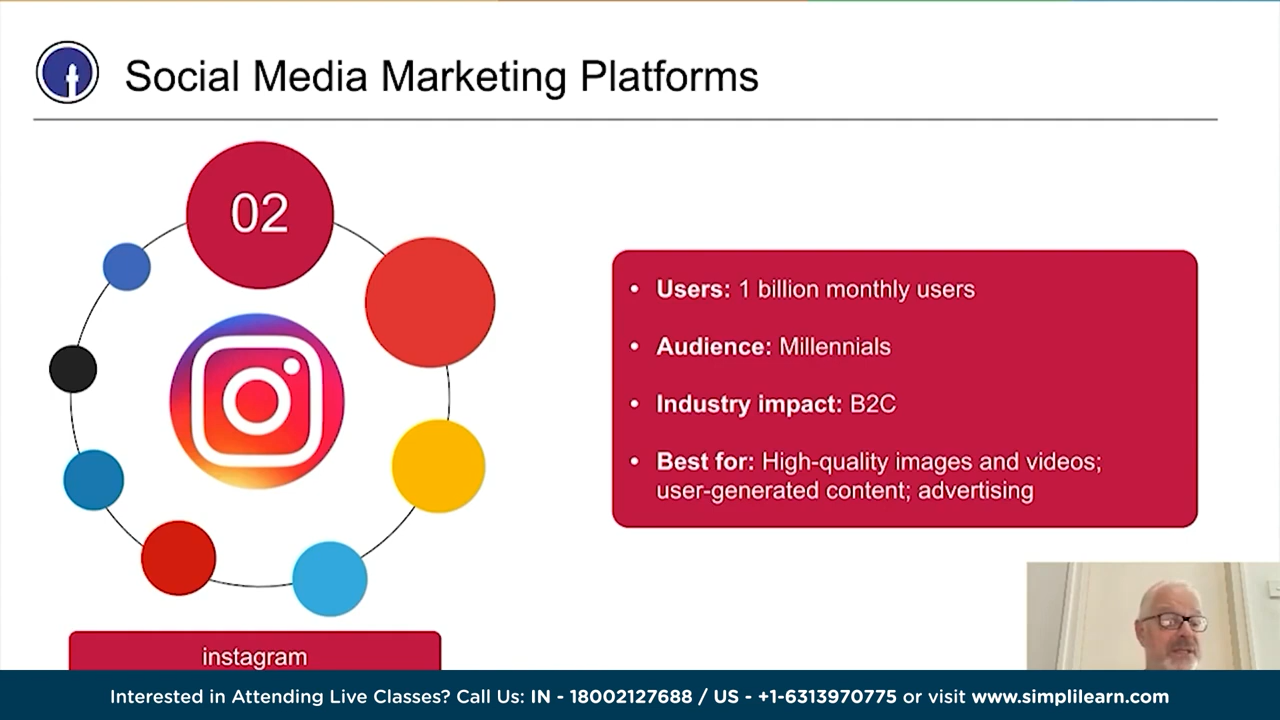 Social Media Marketing Platforms
02
• Users: 1 billion monthly users
• Audience: Millennials
• Industry impact: B2C
• Best for: High-quality images and videos;
user-generated content; advertising
instagram
Interested in Attending Live Classes? Call Us: IN - 18002127688 / US - +1-6313970775 or visit www.simplilearn.com